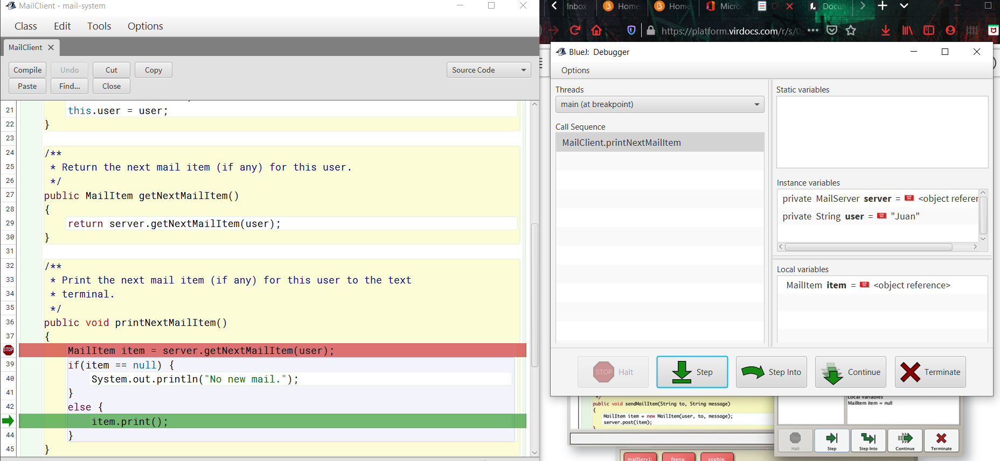 MailClient - mail-system
Class Edit Tools Options
MailClient
Compile Undo Cut Copy
Paste Find... Close
Source Code
21 this.user = user;
22 }
23
24 /**
25 * Return the next mail item (if any) for this user.
26 */
27 public MailItem getNextMailItem()
28 {
29 return server.getNextMailItem(user);
30 }
31
32 /**
33 * Print the next mail item (if any) for this user to the text
34 * terminal.
35 */
36 public void printNextMailItem()
37 {
STOP MailItem item = server.getNextMailItem(user);
39 if(item == null) {
40 System.out.println("No new mail.");
41 }
42 else {
item.print();
44 }
45 }
Inbox Home Home Micros Docun
https://platform.virdocs.com/r/s/0
BlueJ: Debugger
Options
Threads
main (at breakpoint)
Call Sequence
MailClient.printNextMailItem
Static variables
Instance variables
private MailServer server = <object referen
private String user = "Juan"
Local variables
MailItem item = <object reference>
STOP Halt Step Step Into Continue Terminate
*/
public void sendMailItem(String to, String message)
{
MailItem item = new MailItem(user, to, message);
server.post(item);
}
Local variables
MailItem item = null
Halt Step Step Into Continue Terminate
mailServ1: feena: sophie: